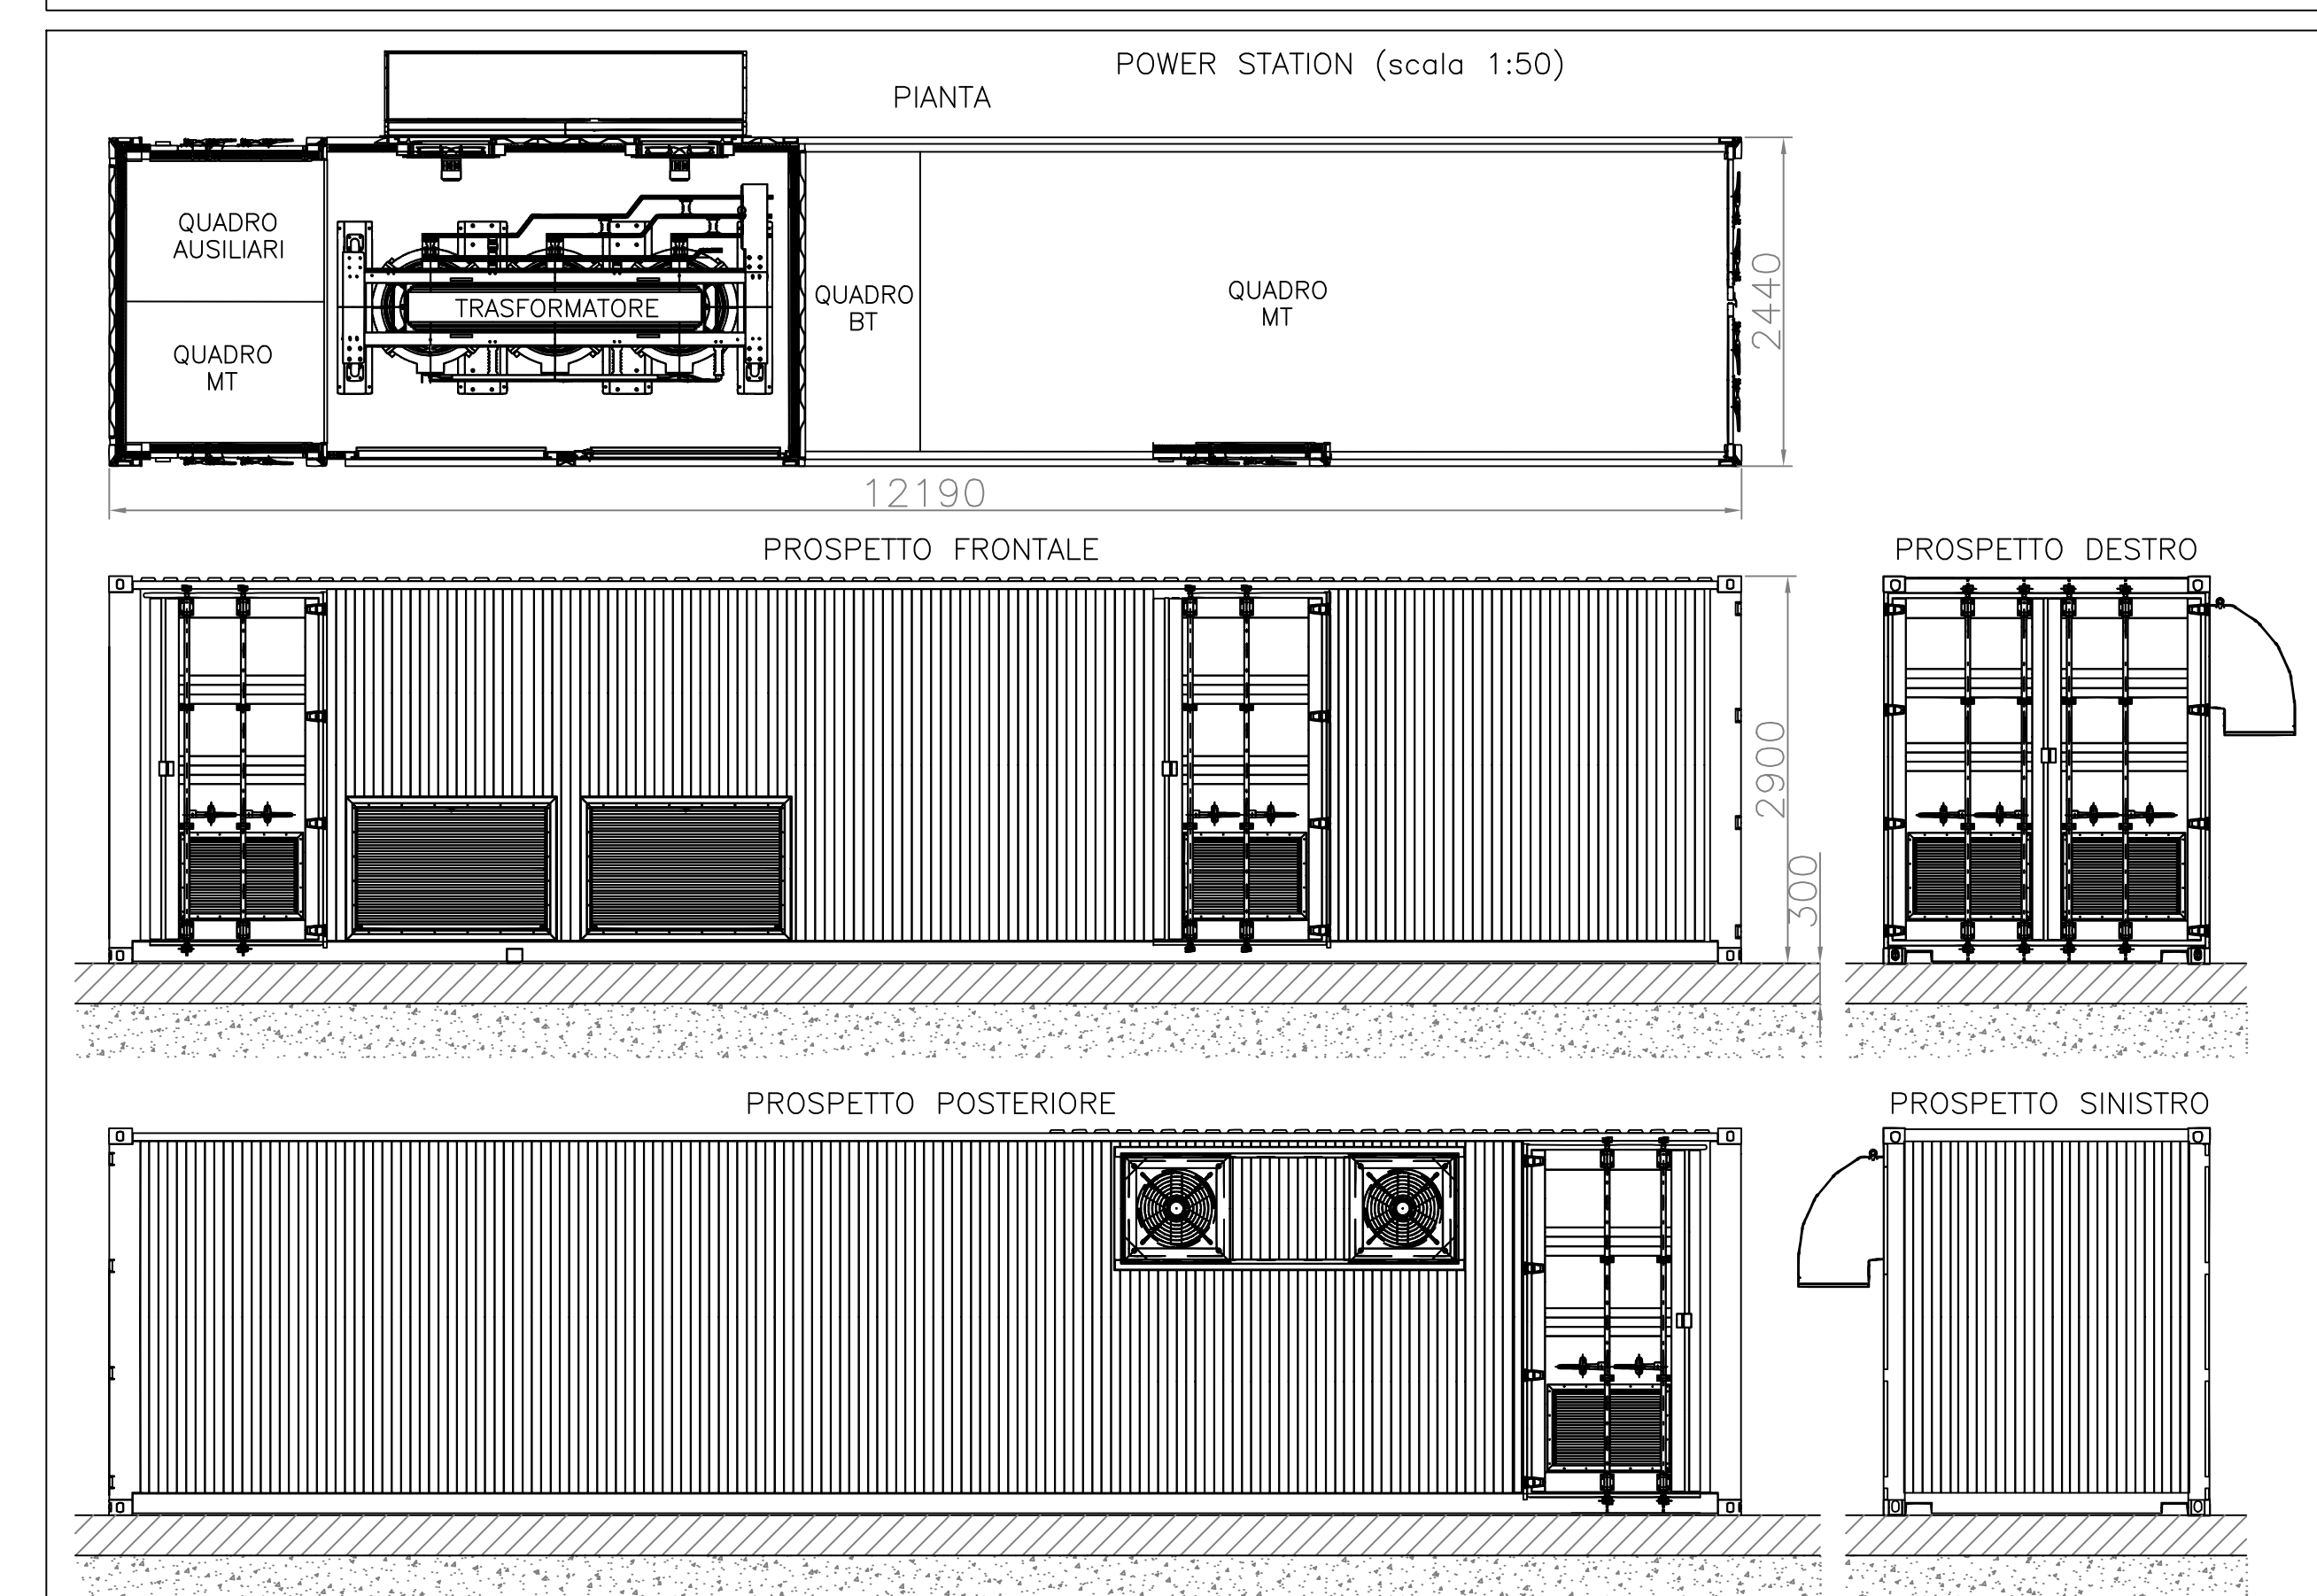 POWER STATION (scala 1:50)
PIANTA
QUADRO
AUSILIARI
QUADRO
MT
TRASFORMATORE
QUADRO
BT
QUADRO
MT
2440
12190
PROSPETTO FRONTALE
PROSPETTO DESTRO
2900
300
PROSPETTO POSTERIORE
PROSPETTO SINISTRO